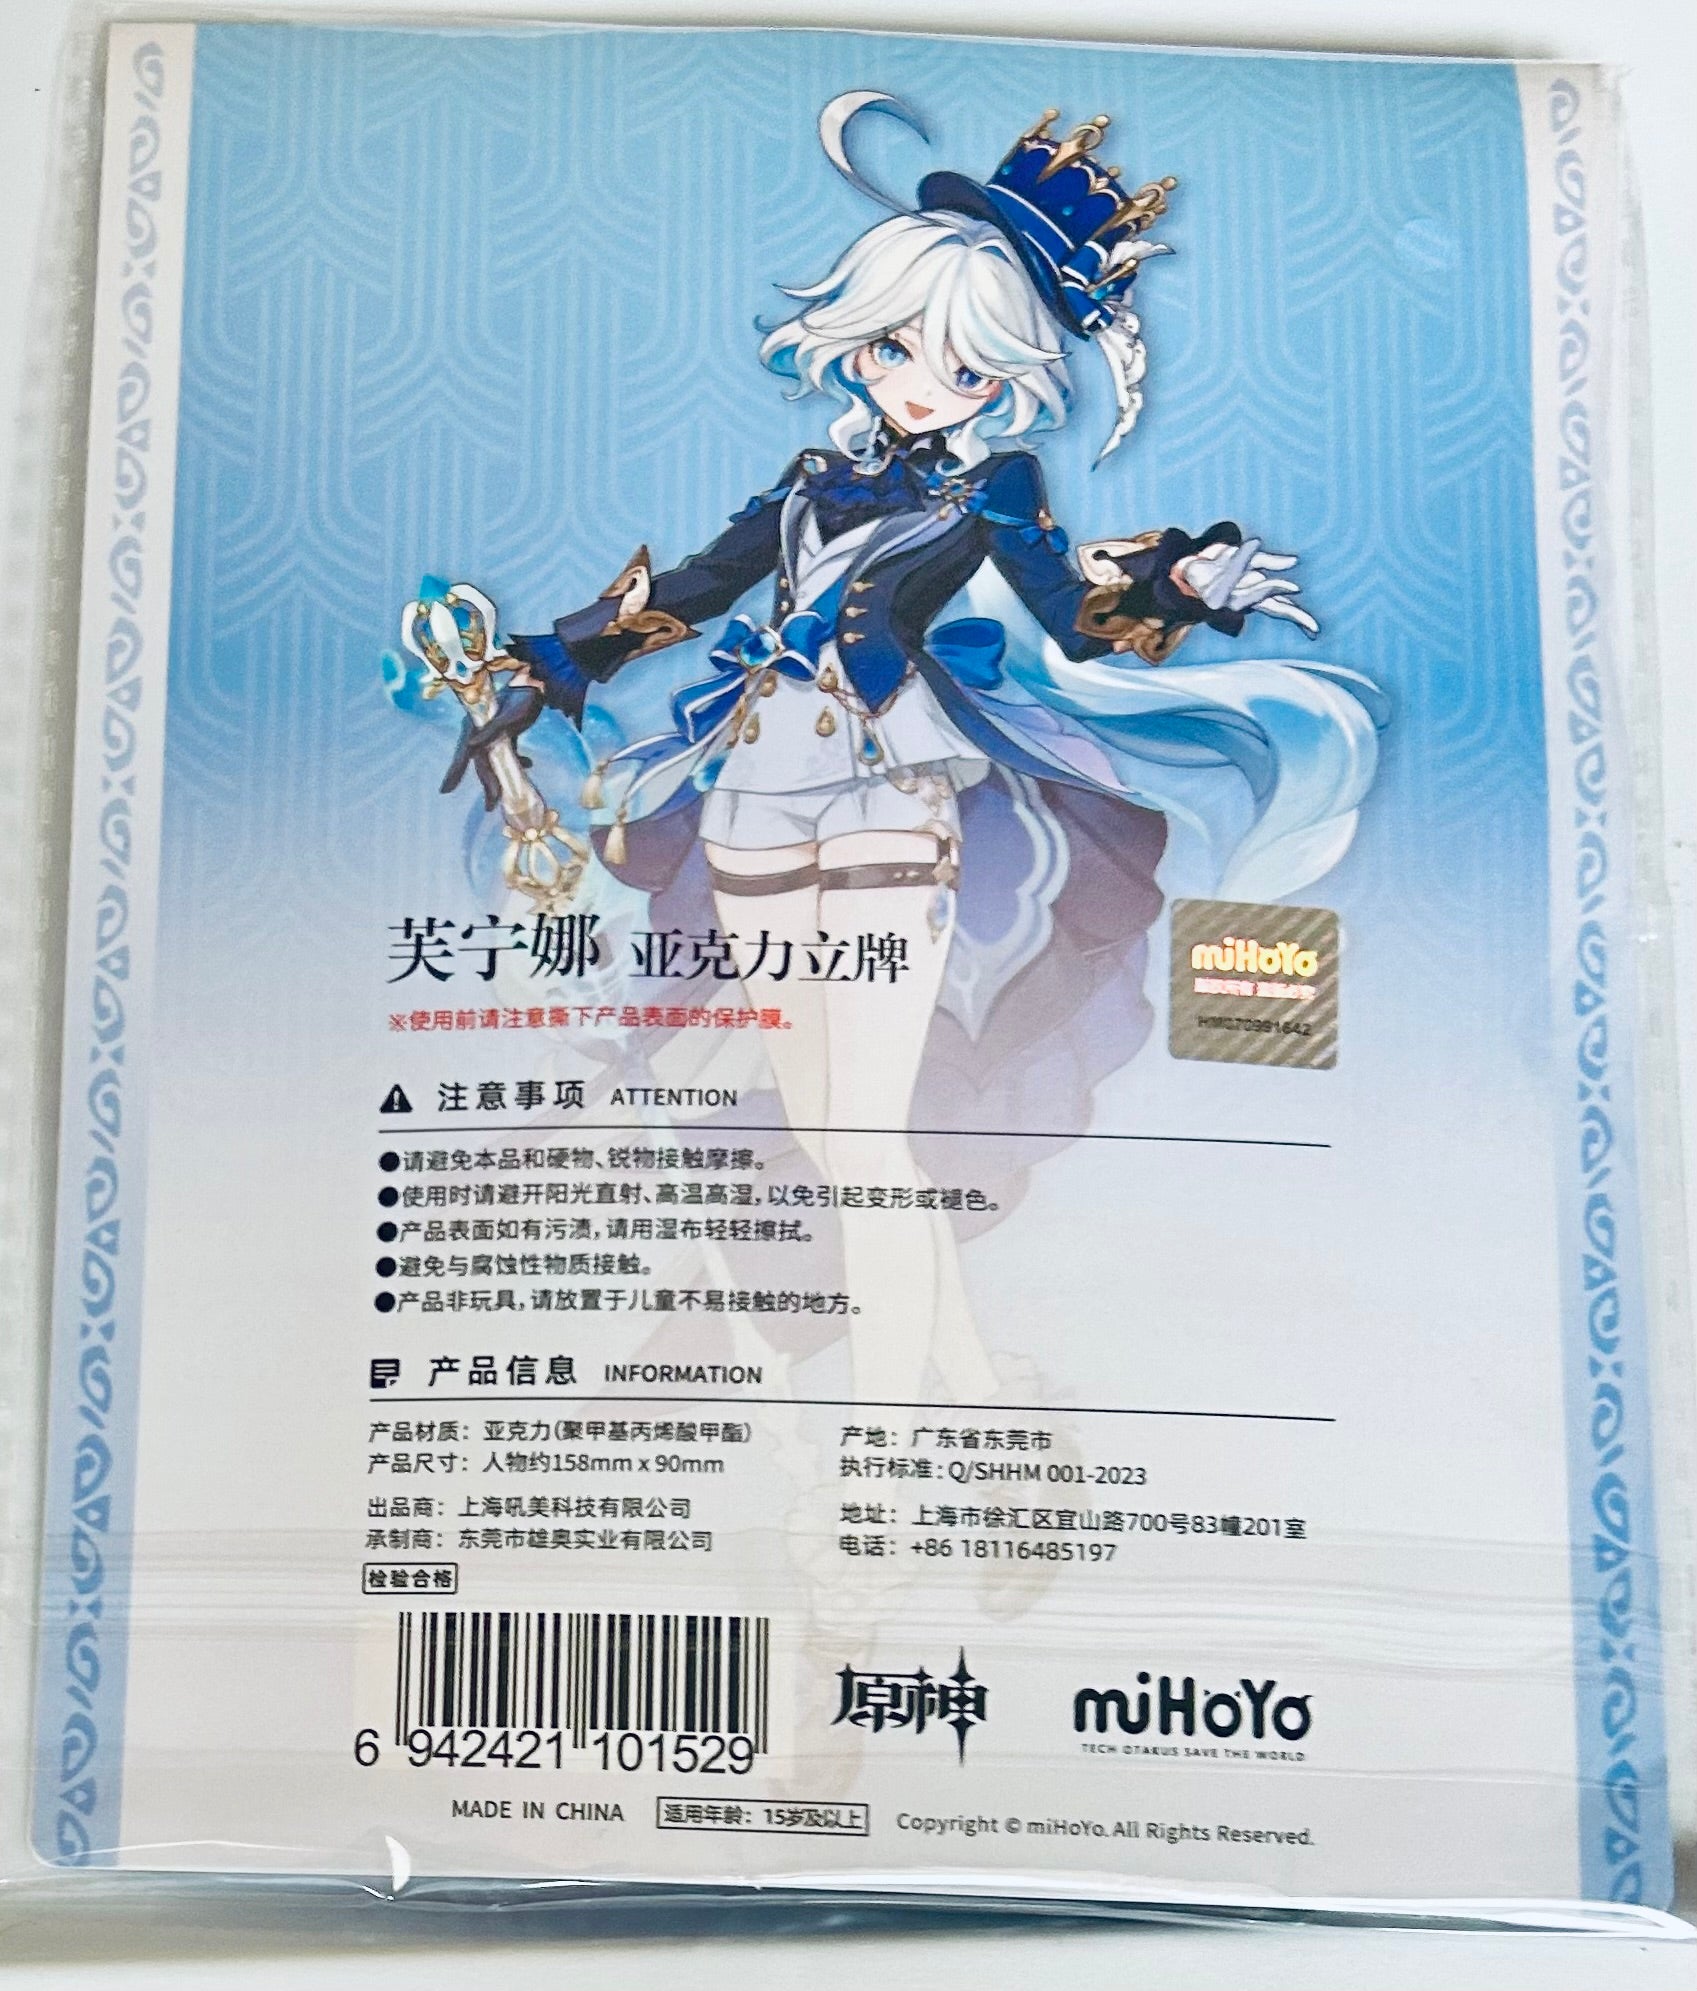 芙宁娜 亚克力立牌
miHoYo
※使用前请注意撕下产品表面的保护膜。
注意事项 ATTENTION
●请避免本品和硬物、锐物接触摩擦。
●使用时请避开阳光直射、高温高湿，以免引起变形或褪色。
●产品表面如有污渍，请用湿布轻轻擦拭。
●避免与腐蚀性物质接触。
●产品非玩具，请放置于儿童不易接触的地方。
产品信息 INFORMATION
产品材质：亚克力(聚甲基丙烯酸甲酯)
产品尺寸：人物约158mm x 90mm
出品商：上海吼美科技有限公司
承制商：东莞市雄奥实业有限公司
产地：广东省东莞市
执行标准：Q/SHHM 001-2023
地址：上海市徐汇区宜山路700号83幢201室
电话：+86 18116485197
检验合格
6 942421 101529
原神
miHoYo
TECH OTAKUS SAVE THE WORLD
MADE IN CHINA
适用年龄：15岁及以上
Copyright © miHoYo. All Rights Reserved.